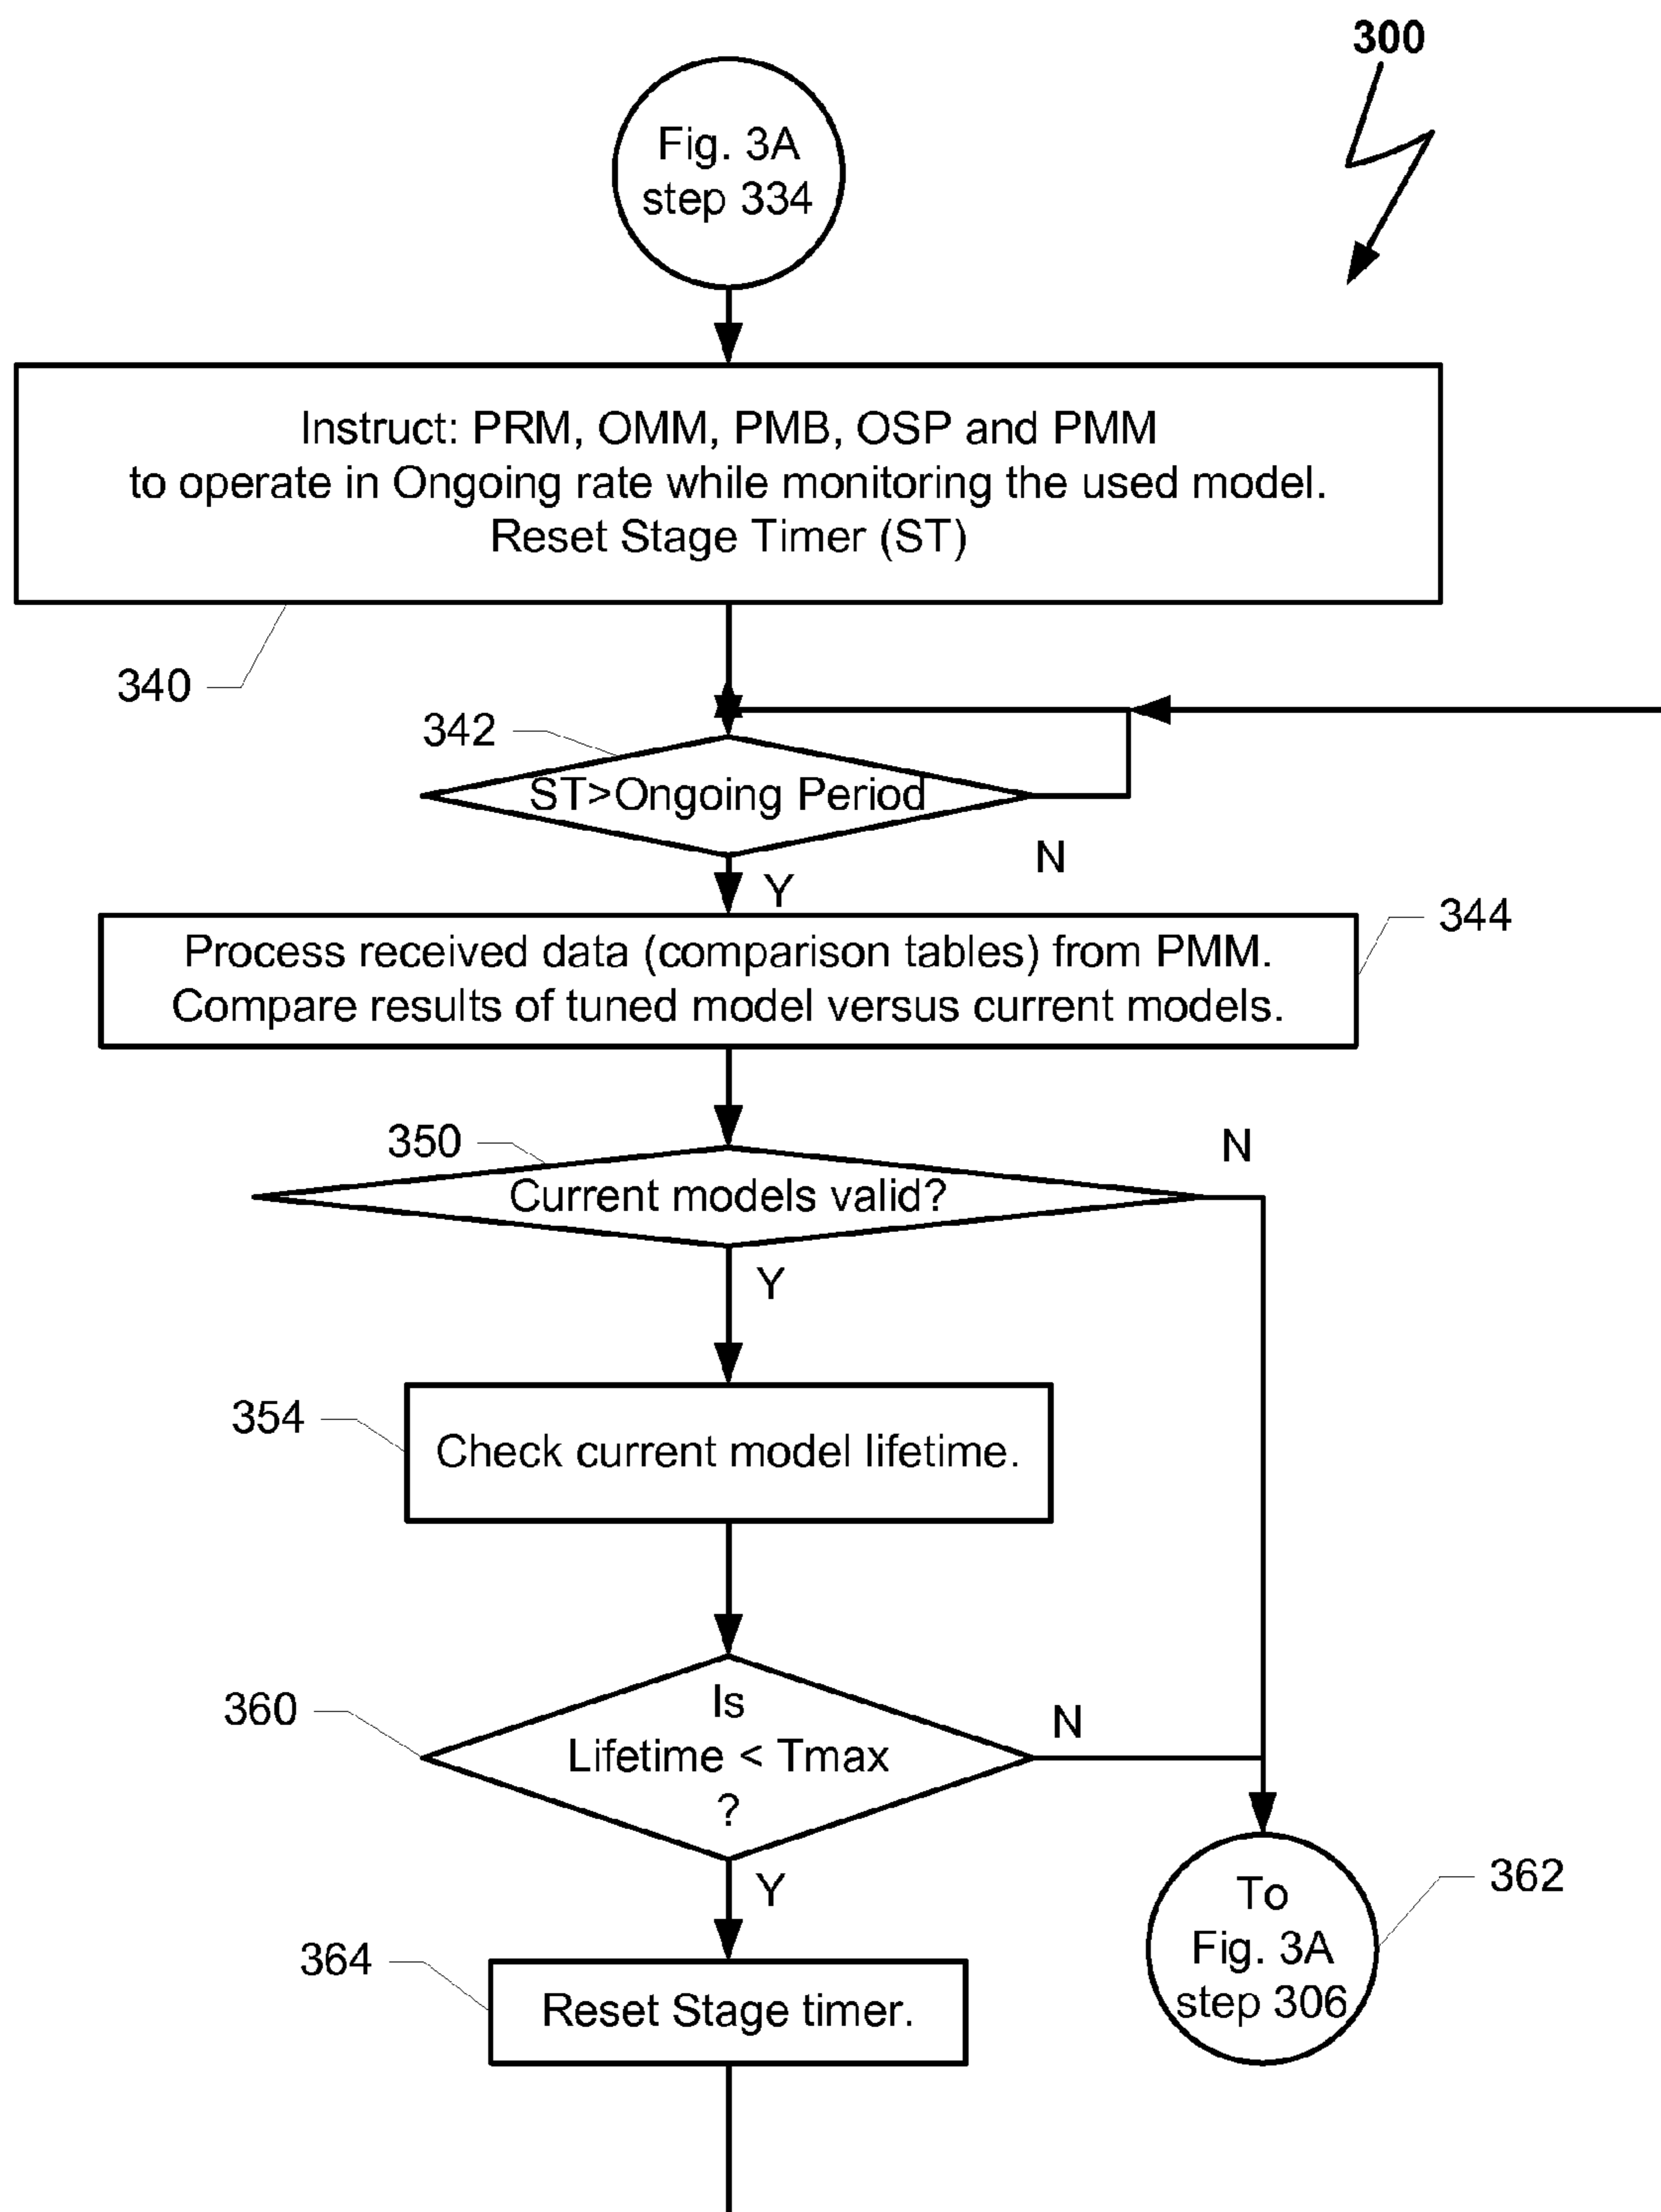 300
Fig. 3A
step 334
Instruct: PRM, OMM, PMB, OSP and PMM
to operate in Ongoing rate while monitoring the used model.
Reset Stage Timer (ST)
340
342
ST>Ongoing Period
N
Y
344
Process received data (comparison tables) from PMM.
Compare results of tuned model versus current models.
350
N
Current models valid?
Y
354
Check current model lifetime.
360
Is
Lifetime < Tmax
?
N
Y
362
To
Fig. 3A
step 306
364
Reset Stage timer.